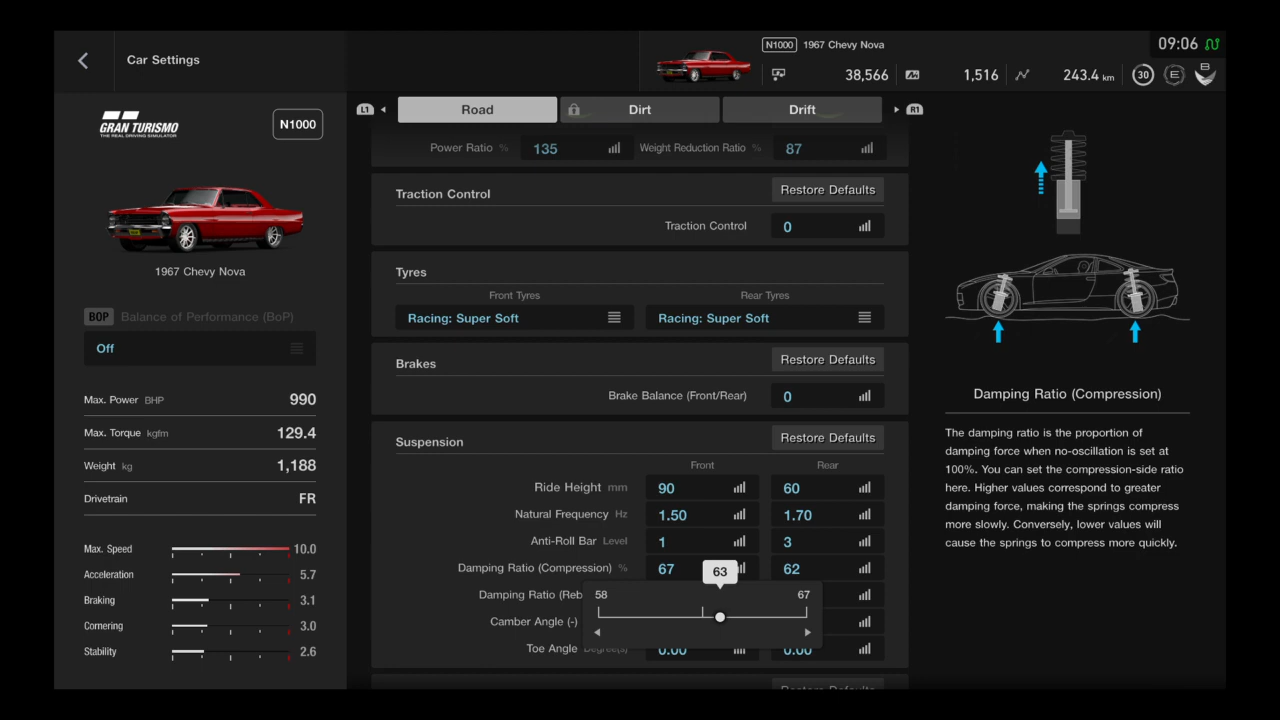 Car Settings
N1000 1967 Chevy Nova
09:06
38,566 1,516 243.4 km 30 E B
L1 Road Dirt Drift R1
GRAN TURISMO
THE REAL DRIVING SIMULATOR
N1000
1967 Chevy Nova
BOP Balance of Performance (BoP)
Off
Max. Power BHP 990
Max. Torque kgfm 129.4
Weight kg 1,188
Drivetrain FR
Max. Speed 10.0
Acceleration 5.7
Braking 3.1
Cornering 3.0
Stability 2.6
Power Ratio % 135 Weight Reduction Ratio % 87
Traction Control Restore Defaults
Traction Control 0
Tyres
Front Tyres Rear Tyres
Racing: Super Soft Racing: Super Soft
Brakes Restore Defaults
Brake Balance (Front/Rear) 0
Suspension Restore Defaults
Front Rear
Ride Height mm 90 60
Natural Frequency Hz 1.50 1.70
Anti-Roll Bar Level 1 3
Damping Ratio (Compression) % 67 62
63
Damping Ratio (Reb 58 67
Camber Angle (-)
Toe Angle Degree(s) 0.00 0.00
Restore Defaults
Damping Ratio (Compression)
The damping ratio is the proportion of
damping force when no-oscillation is set at
100%. You can set the compression-side ratio
here. Higher values correspond to greater
damping force, making the springs compress
more slowly. Conversely, lower values will
cause the springs to compress more quickly.